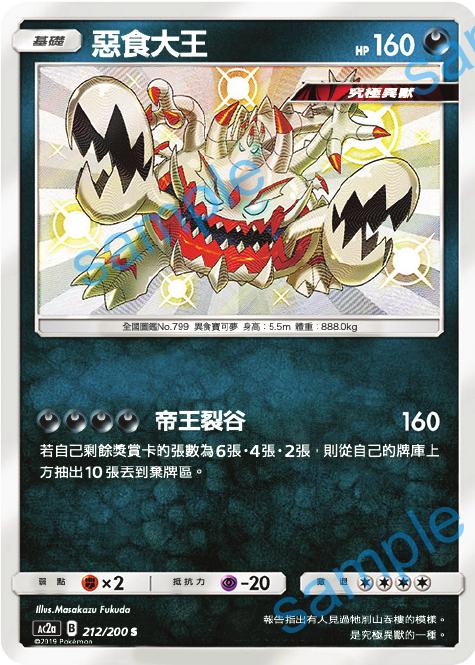 基礎 惡食大王 HP 160
究極異獸
全國圖鑑No.799 異食寶可夢 身高：5.5m 體重：888.0kg
帝王裂谷 160
若自己剩餘獎賞卡的張數為6張・4張・2張，則從自己的牌庫上
方抽出10張丟到棄牌區。
弱點 ×2 抵抗力 -20 撤退
Illus.Masakazu Fukuda
AC2a B 212/200 S
©2019 Pokémon
報告指出有人見過牠削山吞樓的模樣。
是究極異獸的一種。
sample
sample
sample